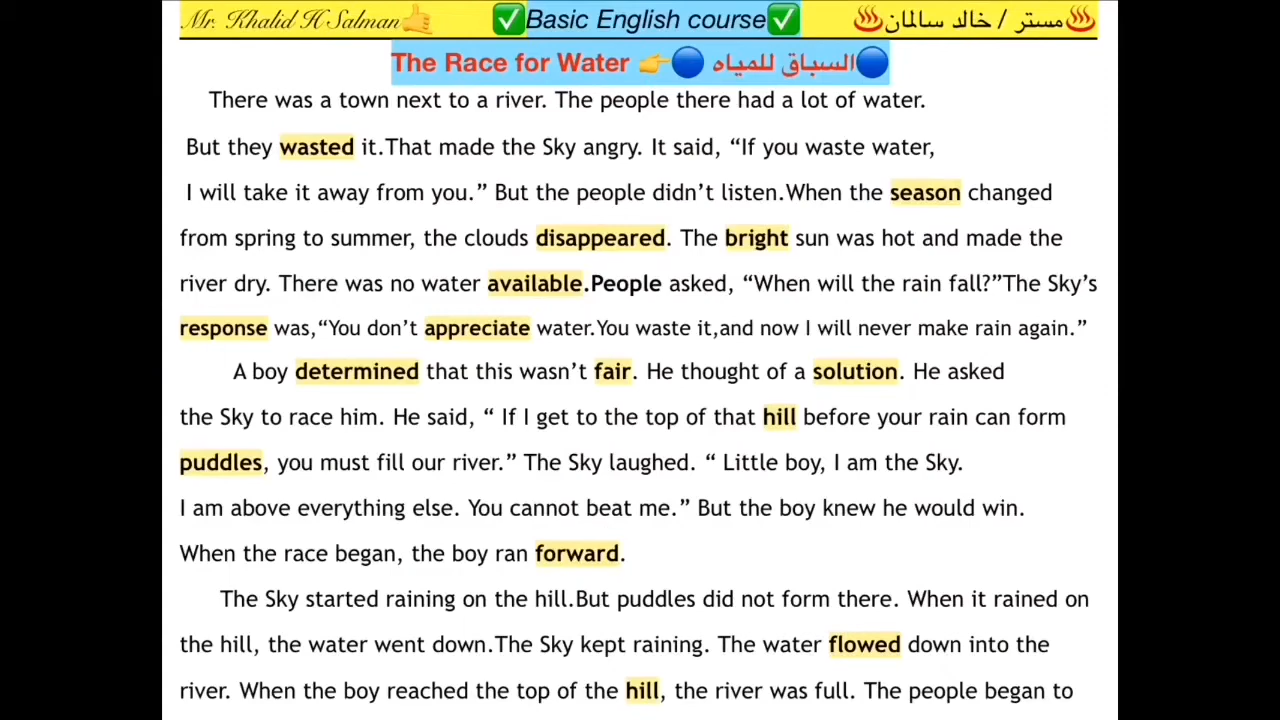 Mr. Khalid H Salman🤙 ✅Basic English course✅ ♨️مستر / خالد سالمان♨️
The Race for Water 👉🔵 السباق للمياه🔵
There was a town next to a river. The people there had a lot of water.
But they wasted it.That made the Sky angry. It said, “If you waste water,
I will take it away from you.” But the people didn’t listen.When the season changed
from spring to summer, the clouds disappeared. The bright sun was hot and made the
river dry. There was no water available.People asked, “When will the rain fall?”The Sky’s
response was,“You don’t appreciate water.You waste it,and now I will never make rain again.”
A boy determined that this wasn’t fair. He thought of a solution. He asked
the Sky to race him. He said, “ If I get to the top of that hill before your rain can form
puddles, you must fill our river.” The Sky laughed. “ Little boy, I am the Sky.
I am above everything else. You cannot beat me.” But the boy knew he would win.
When the race began, the boy ran forward.
The Sky started raining on the hill.But puddles did not form there. When it rained on
the hill, the water went down.The Sky kept raining. The water flowed down into the
river. When the boy reached the top of the hill, the river was full. The people began to